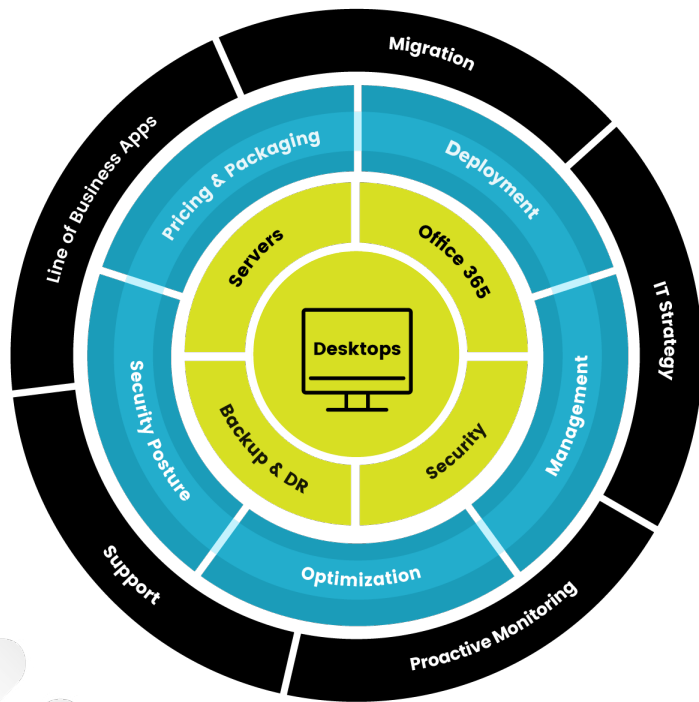 Migration
IT Strategy
Proactive Monitoring
Support
Line of Business Apps
Pricing & Packaging
Deployment
Management
Optimization
Security Posture
Servers
Office 365
Security
Backup & DR
Desktops